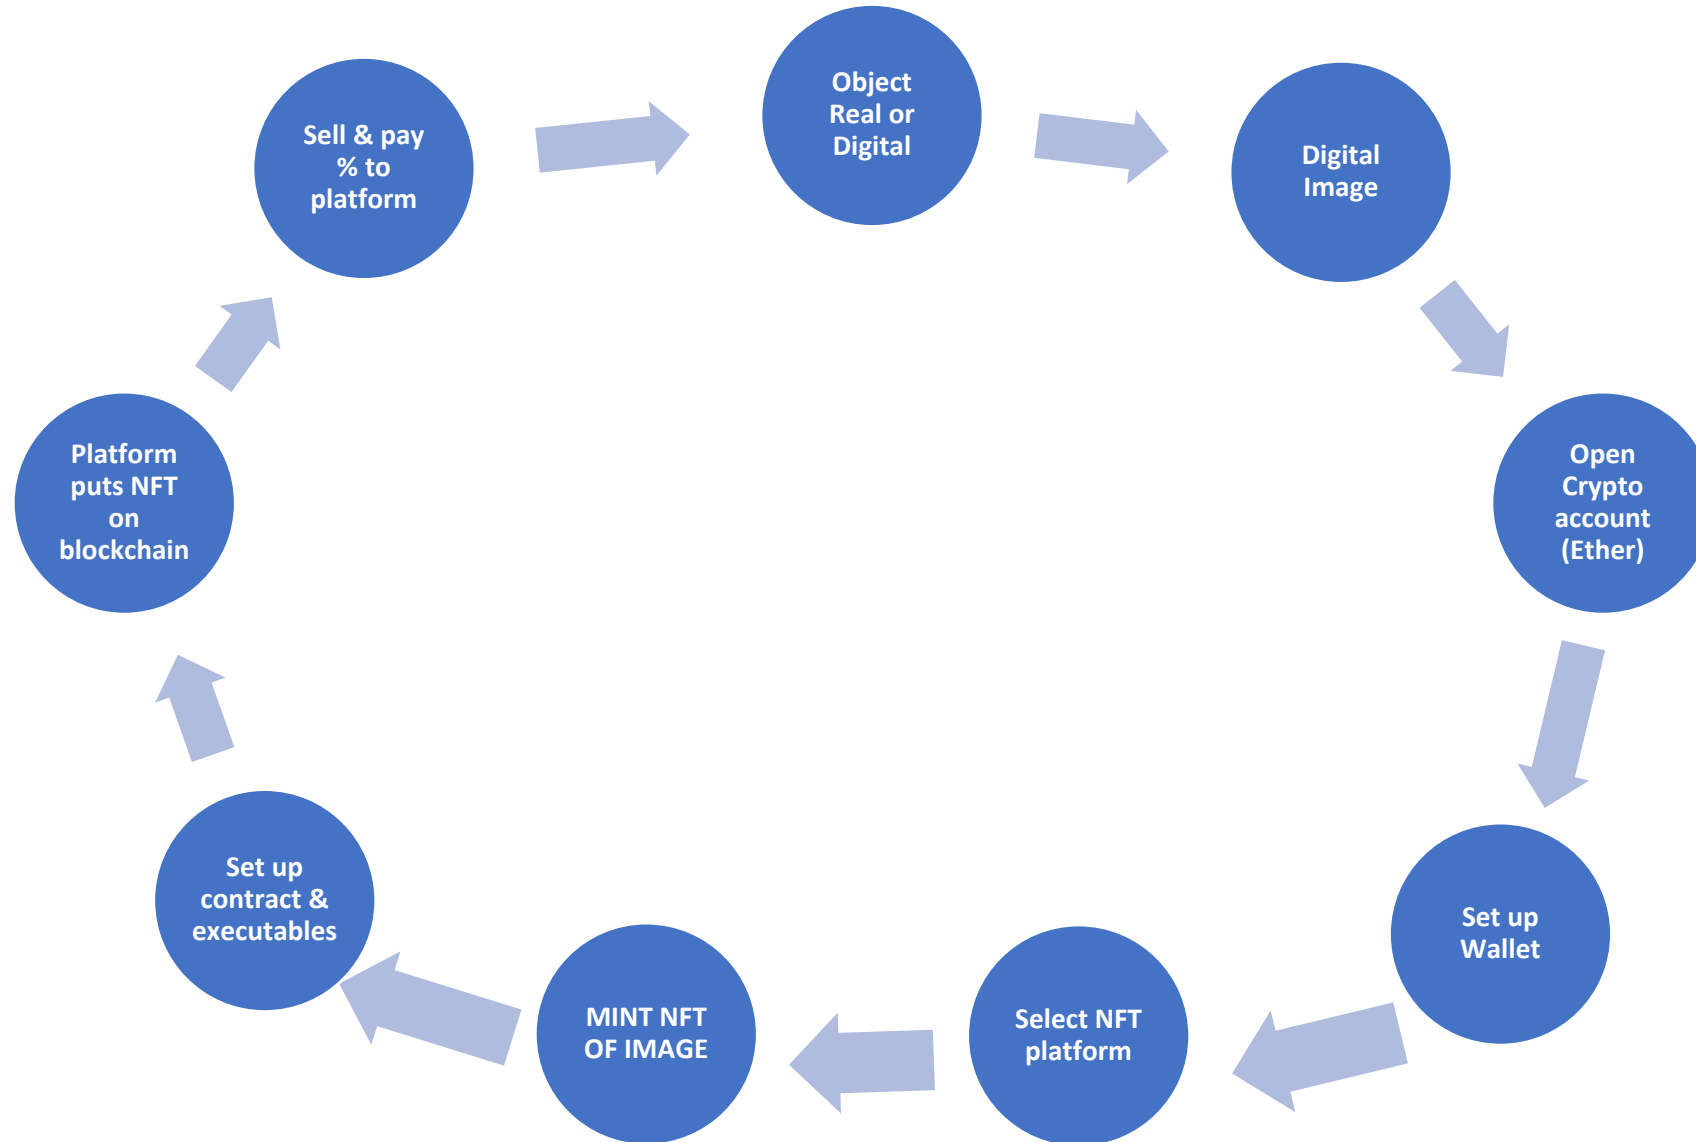 Object
Real or
Digital
Digital
Image
Open
Crypto
account
(Ether)
Set up
Wallet
Select NFT
platform
MINT NFT
OF IMAGE
Set up
contract &
executables
Platform
puts NFT
on
blockchain
Sell & pay
% to
platform